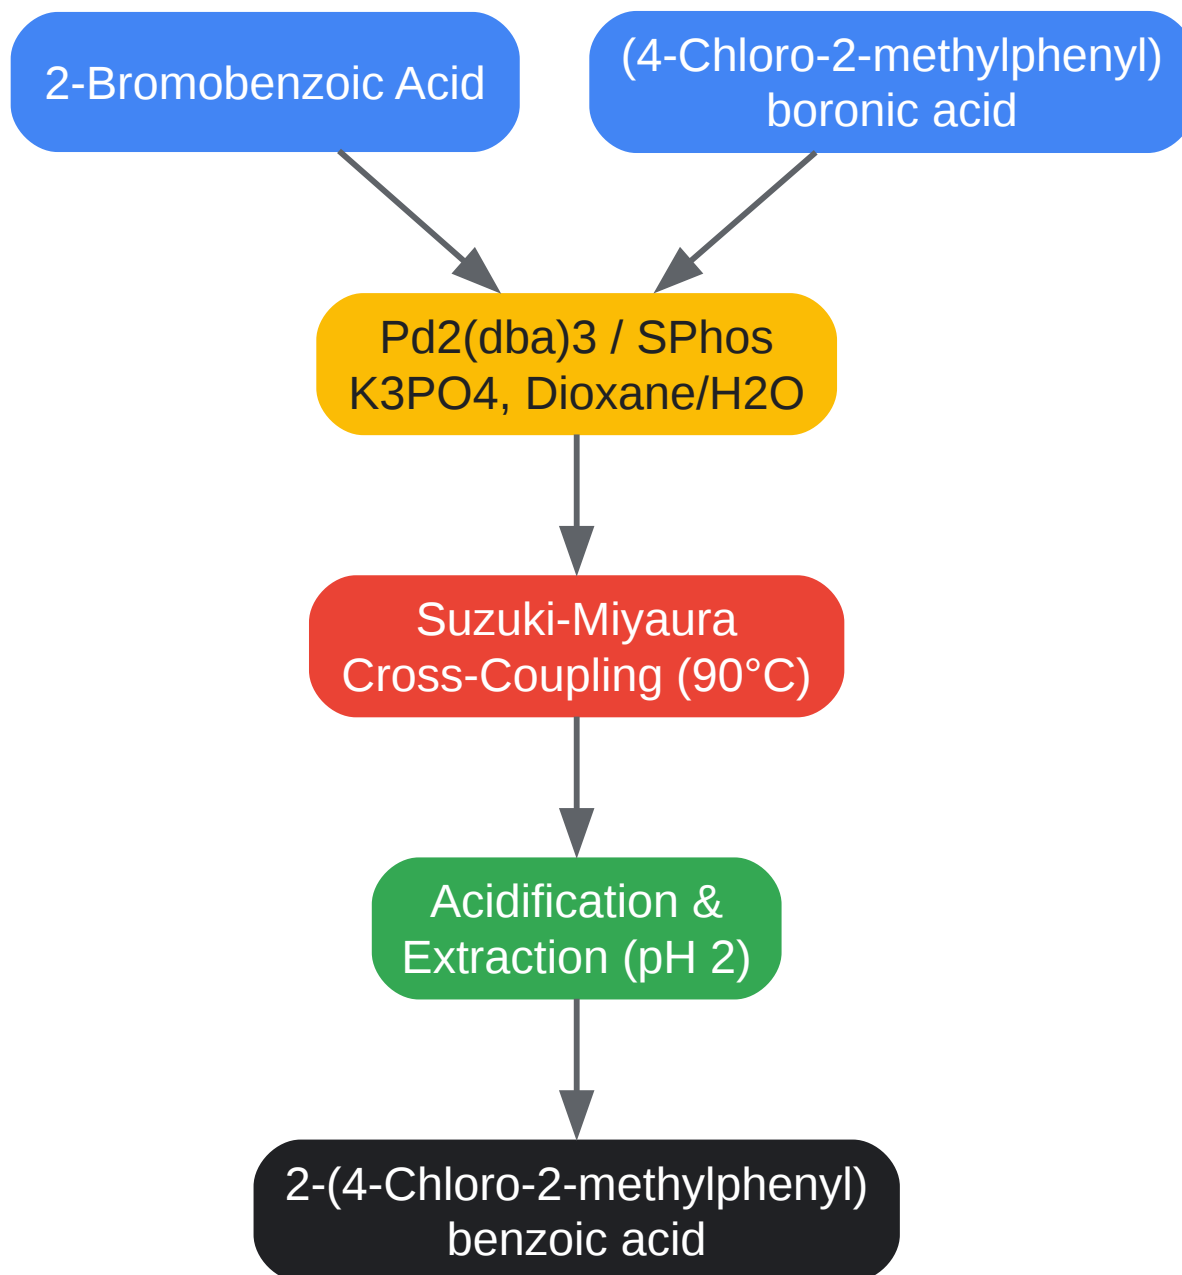 2-Bromobenzoic Acid
(4-Chloro-2-methylphenyl)
boronic acid
Pd2(dba)3 / SPhos
K3PO4, Dioxane/H2O
Suzuki-Miyaura
Cross-Coupling (90°C)
Acidification &
Extraction (pH 2)
2-(4-Chloro-2-methylphenyl)
benzoic acid